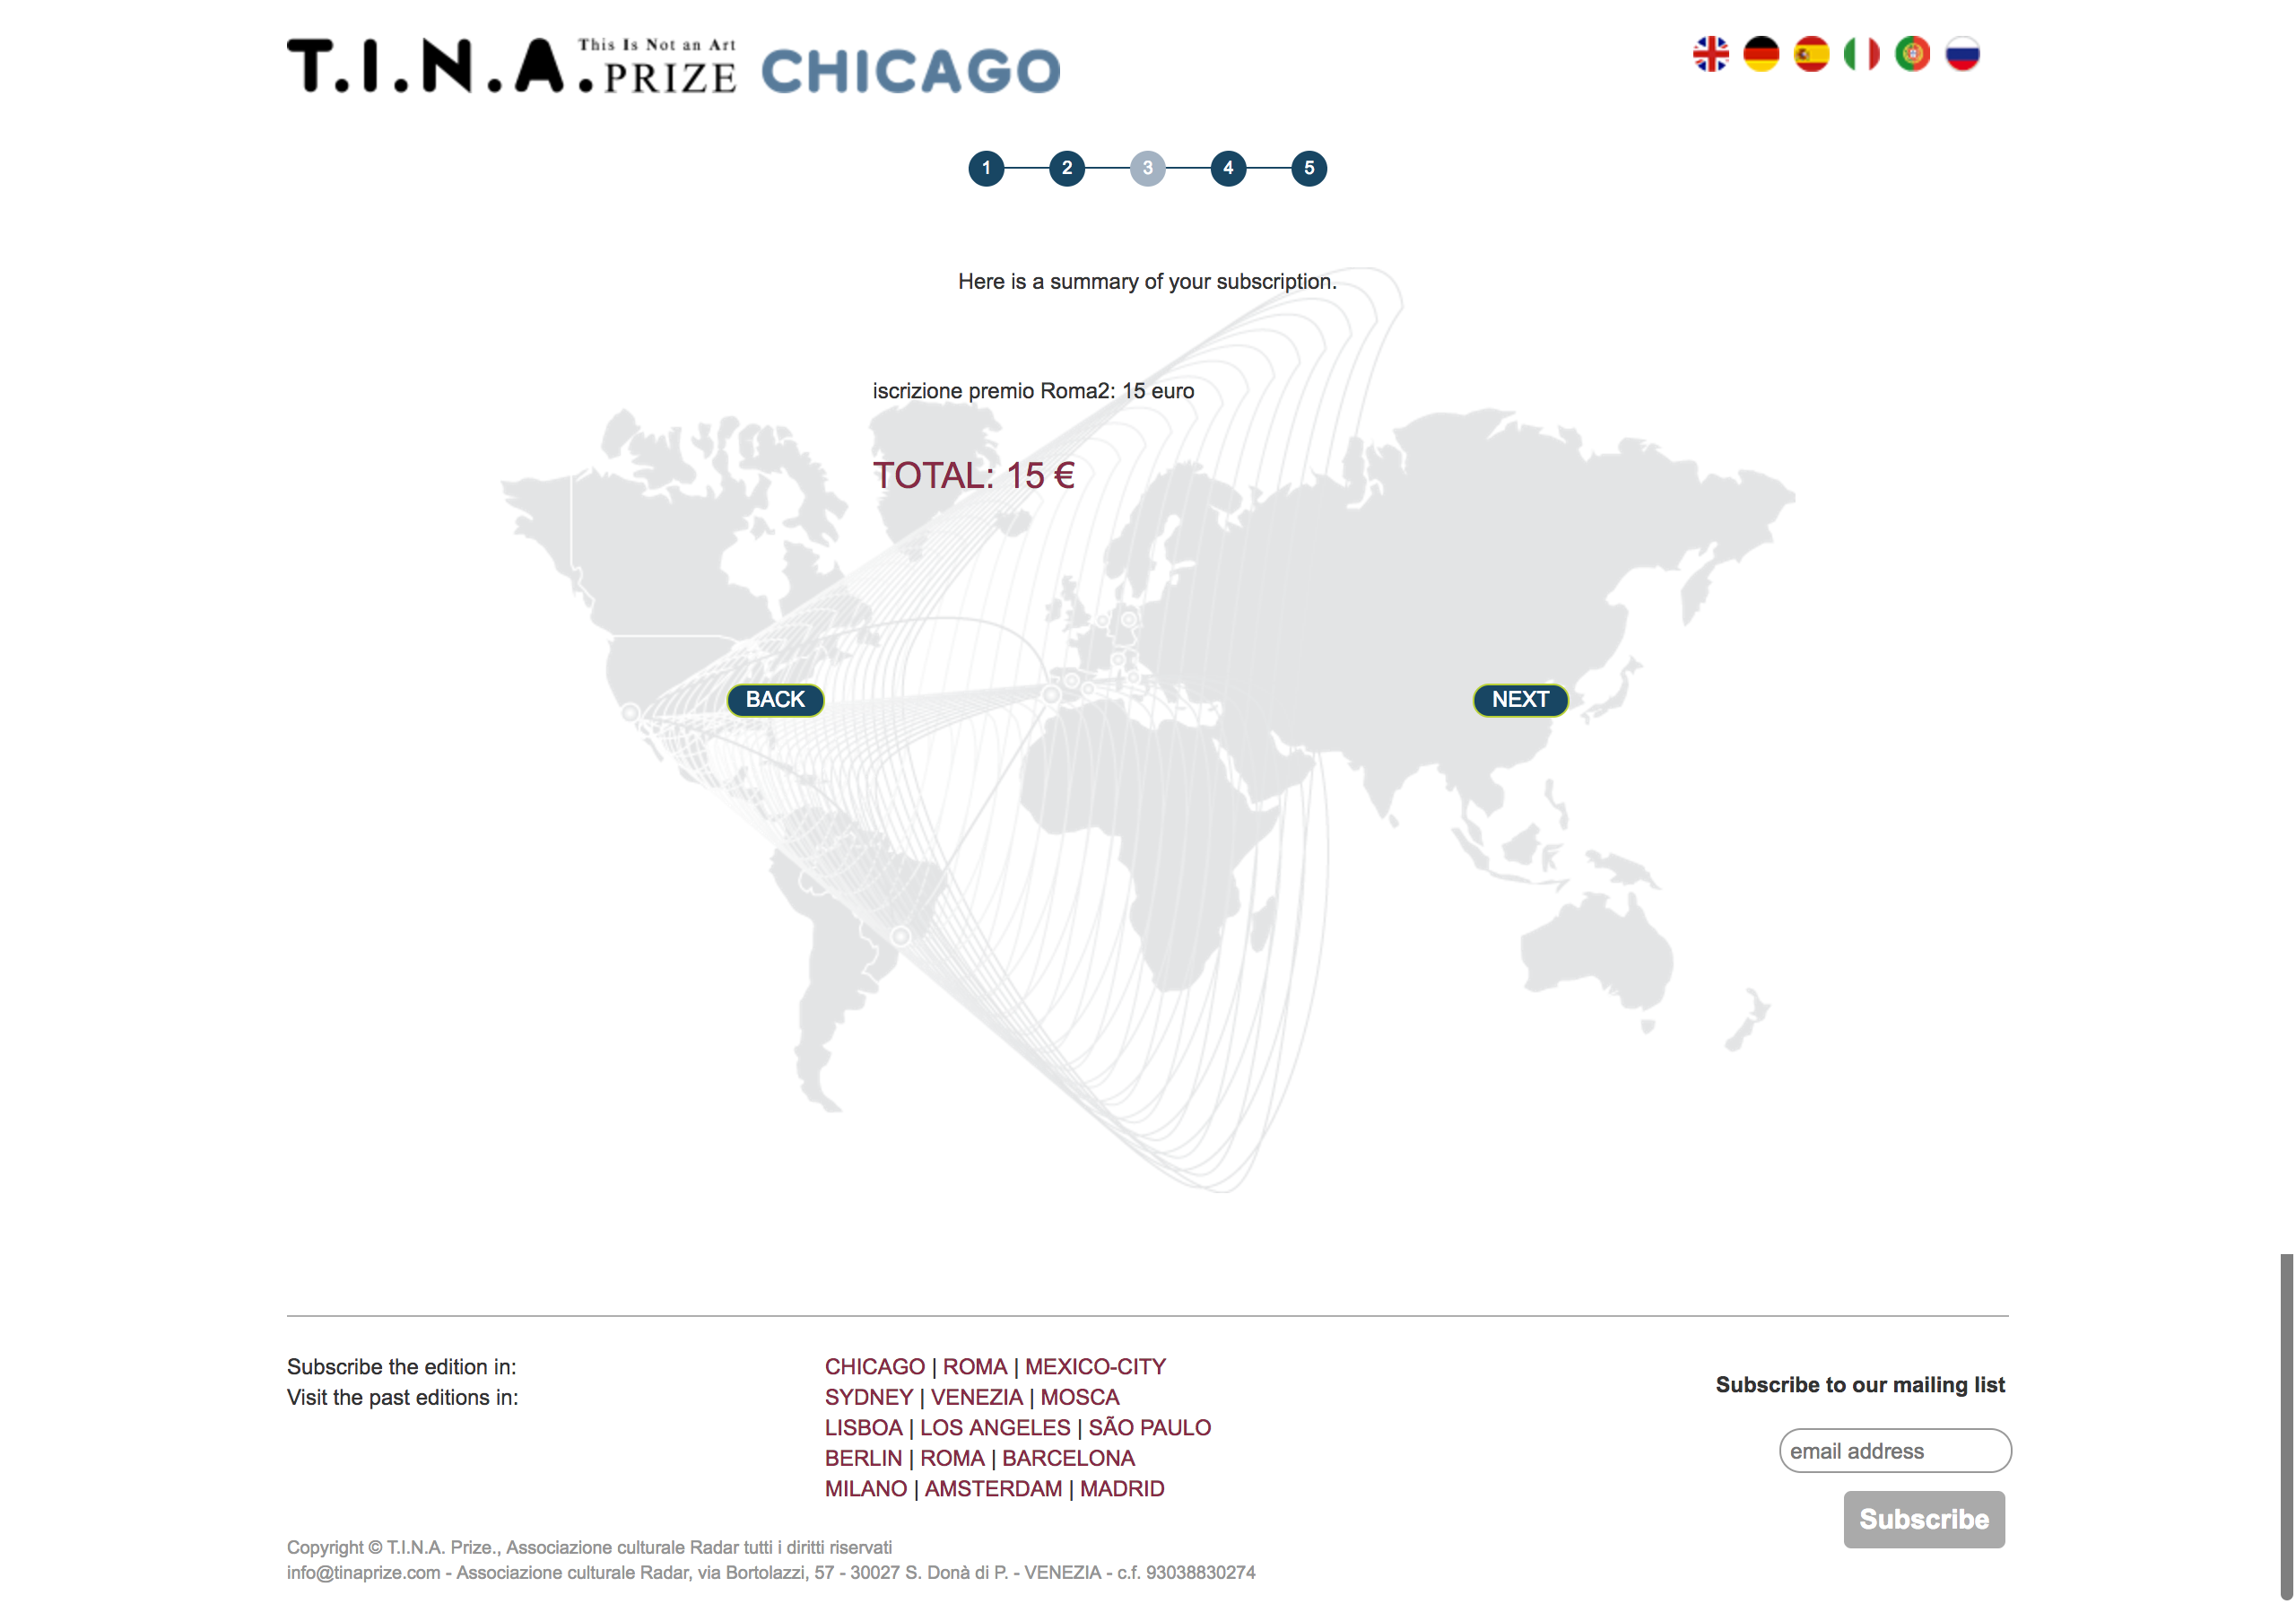 T.I.N.A. This Is Not an Art PRIZE CHICAGO
1 2 3 4 5
Here is a summary of your subscription.
iscrizione premio Roma2: 15 euro
TOTAL: 15 €
BACK NEXT
Subscribe the edition in: CHICAGO | ROMA | MEXICO-CITY
Visit the past editions in: SYDNEY | VENEZIA | MOSCA
LISBOA | LOS ANGELES | SÃO PAULO
BERLIN | ROMA | BARCELONA
MILANO | AMSTERDAM | MADRID
Subscribe to our mailing list
email address
Subscribe
Copyright © T.I.N.A. Prize., Associazione culturale Radar tutti i diritti riservati
info@tinaprize.com - Associazione culturale Radar, via Bortolazzi, 57 - 30027 S. Donà di P. - VENEZIA - c.f. 93038830274